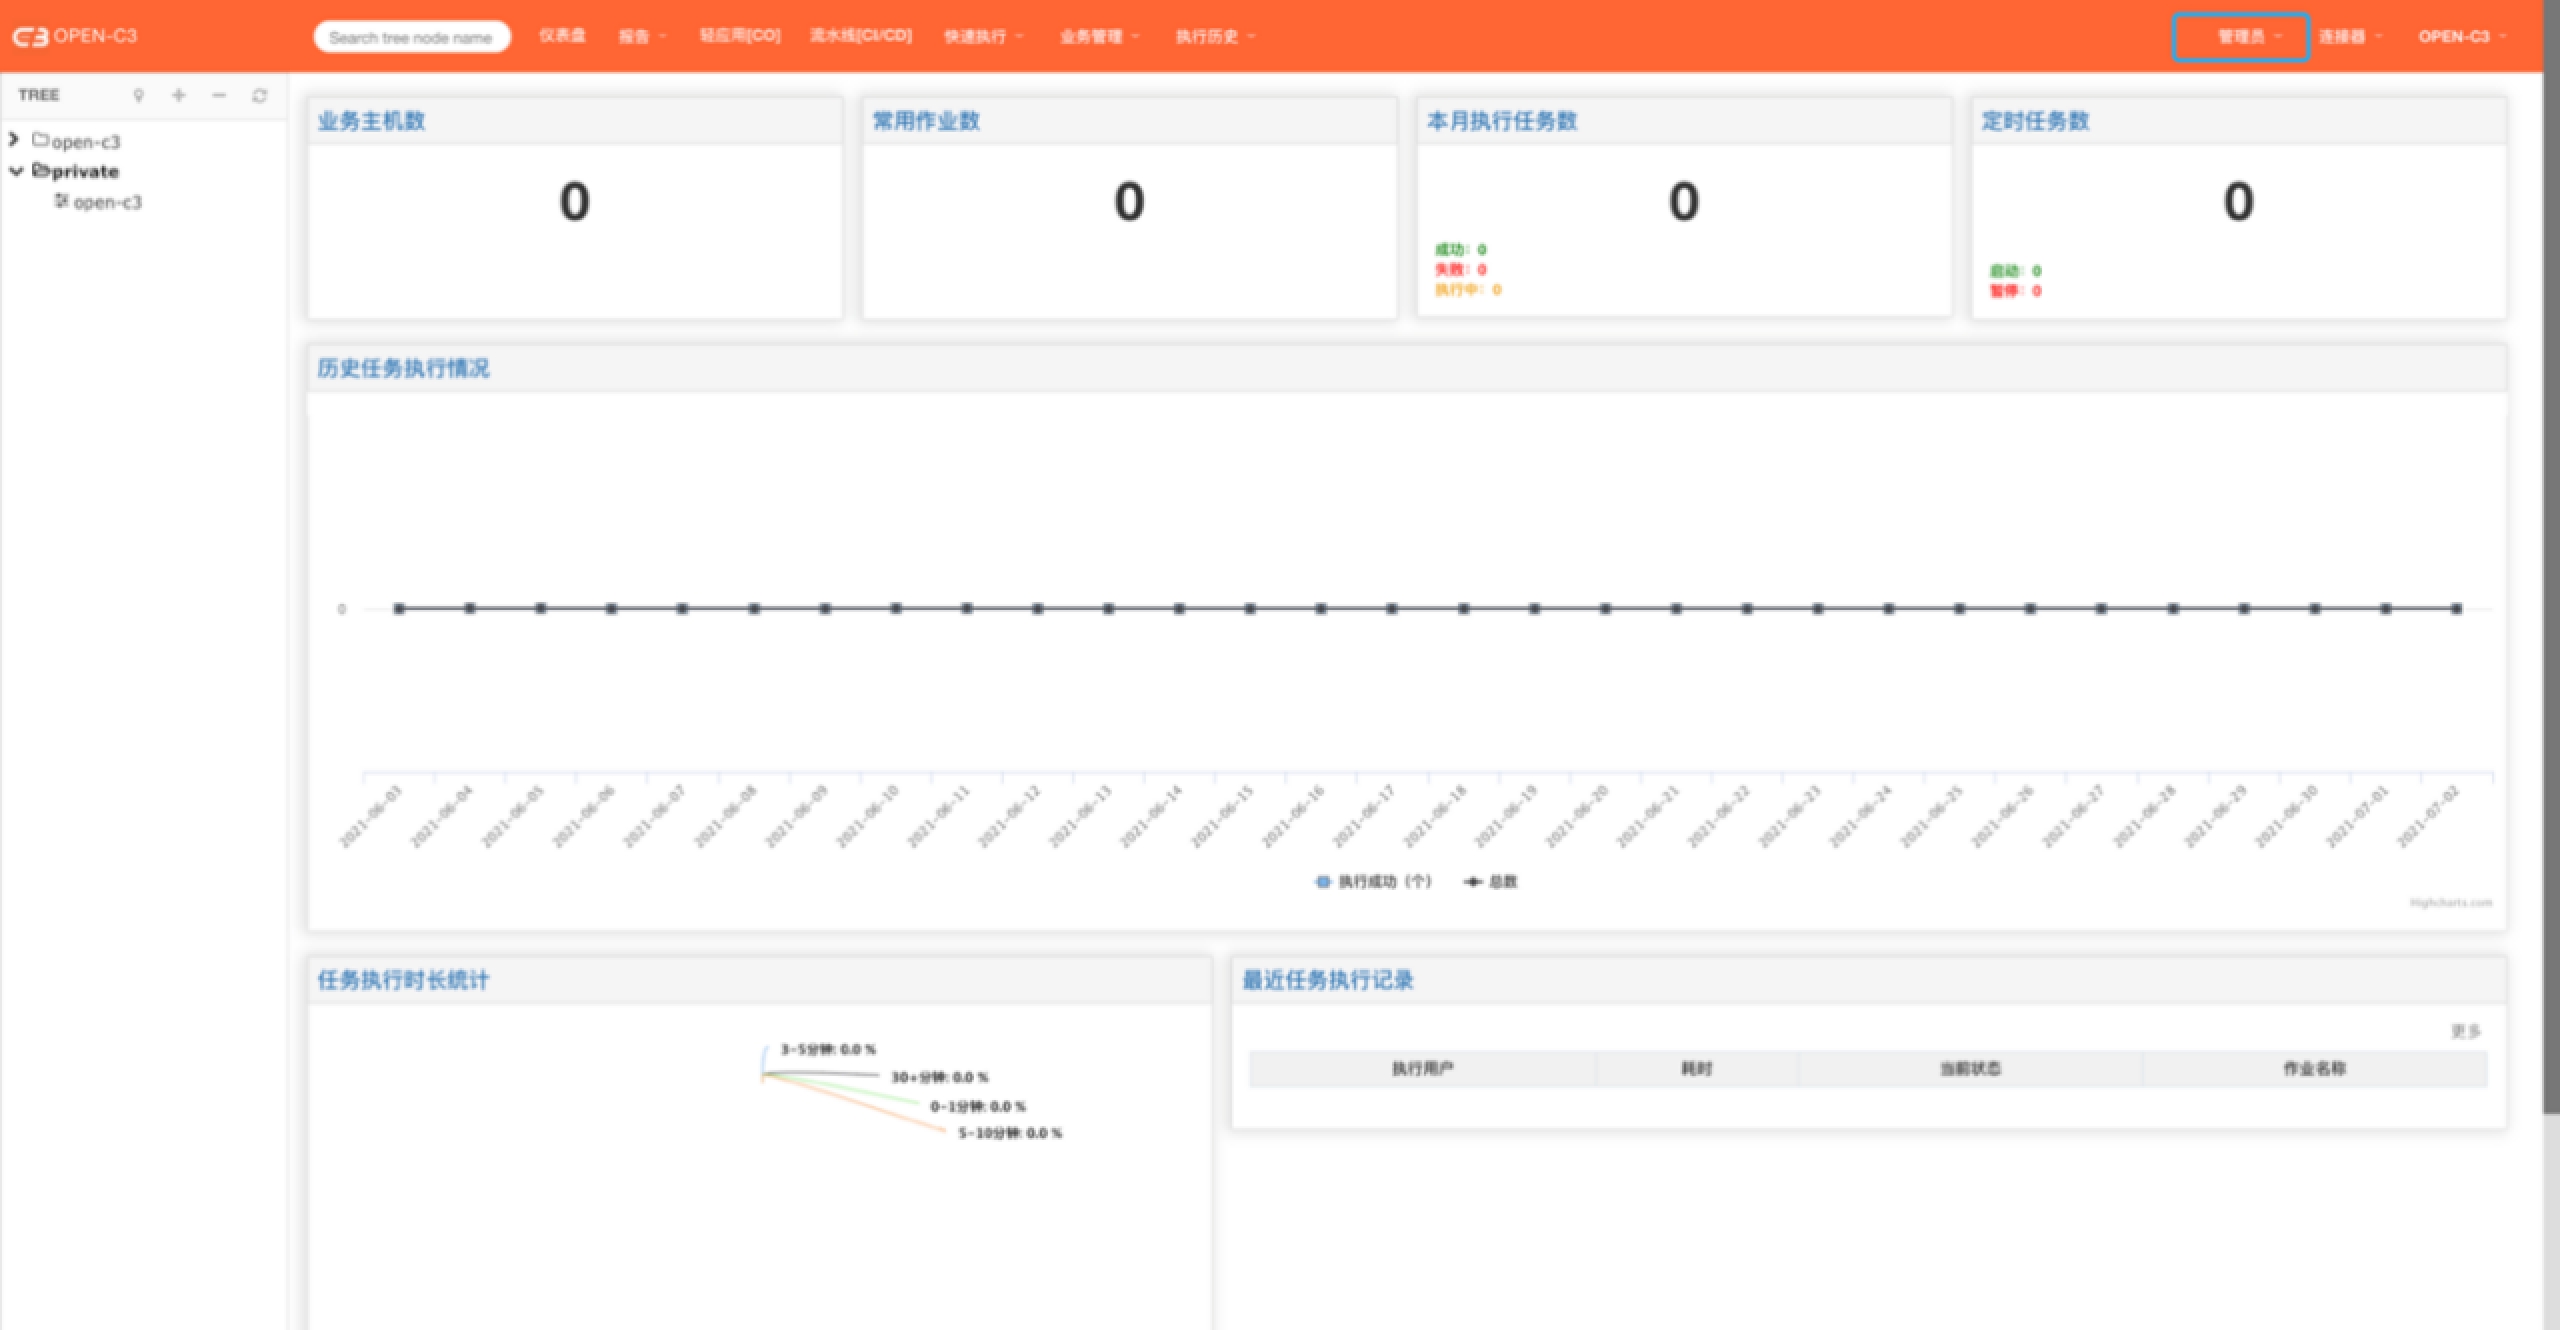 OPEN-C3 Search tree node name 仪表盘 报告 轻应用[CO] 流水线[CI/CD] 快速执行 业务管理 执行历史 管理员 连接器 OPEN-C3
TREE
open-c3
private
open-c3
业务主机数 常用作业数 本月执行任务数 定时任务数
0 0 0 0
成功: 0
失败: 0
执行中: 0
启动: 0
暂停: 0
历史任务执行情况
0
2021-06-03 2021-06-04 2021-06-05 2021-06-06 2021-06-07 2021-06-08 2021-06-09 2021-06-10 2021-06-11 2021-06-12 2021-06-13 2021-06-14 2021-06-15 2021-06-16 2021-06-17 2021-06-18 2021-06-19 2021-06-20 2021-06-21 2021-06-22 2021-06-23 2021-06-24 2021-06-25 2021-06-26 2021-06-27 2021-06-28 2021-06-29 2021-06-30 2021-07-01 2021-07-02
执行成功（个） 总数
Highcharts.com
任务执行时长统计
3-5分钟: 0.0 %
30+分钟: 0.0 %
0-1分钟: 0.0 %
5-10分钟: 0.0 %
最近任务执行记录
更多
执行用户 耗时 当前状态 作业名称